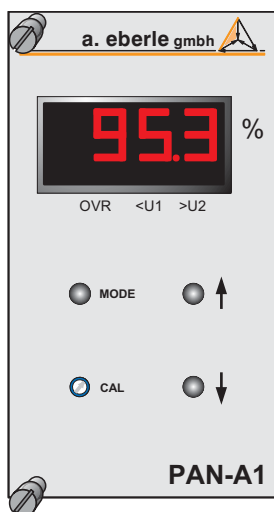 a. eberle gmbh
95.3 %
OVR <U1 >U2
MODE
CAL
PAN-A1